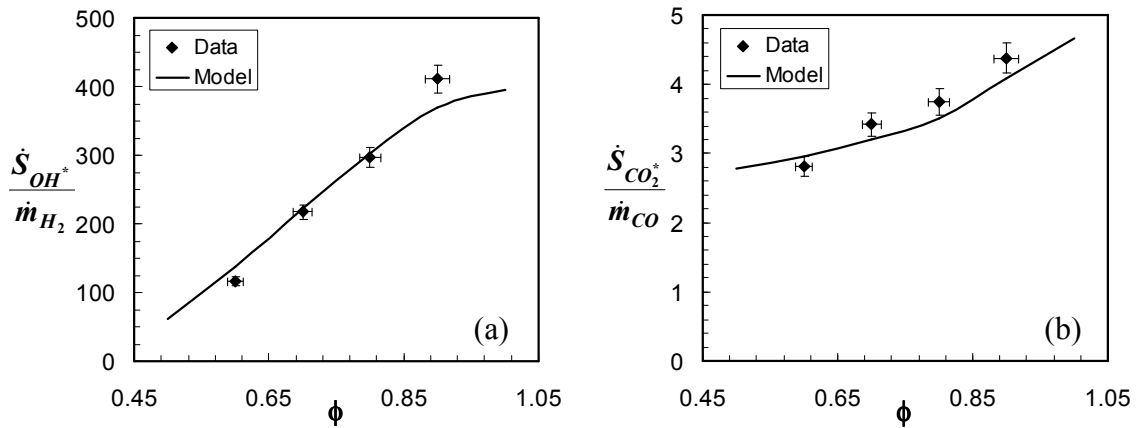 500
400
300
200
100
0
Data
Model
Ṡ_OH*
ṁ_H₂
(a)
0.45 0.65 0.85 1.05
ϕ
5
4
3
2
1
0
Data
Model
Ṡ_CO₂*
ṁ_CO
(b)
0.45 0.65 0.85 1.05
ϕ